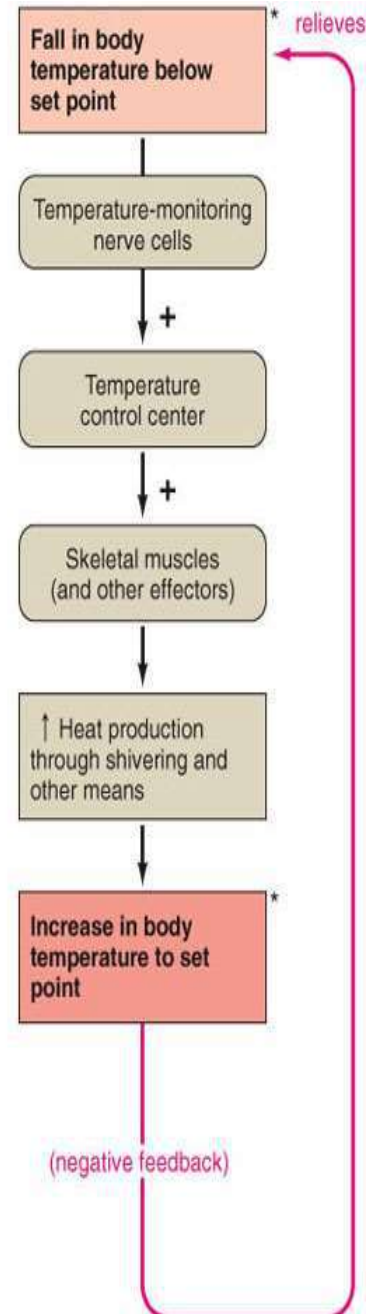 * relieves
Fall in body
temperature below
set point
Temperature-monitoring
nerve cells
+
Temperature
control center
+
Skeletal muscles
(and other effectors)
↑ Heat production
through shivering and
other means
*
Increase in body
temperature to set
point
(negative feedback)